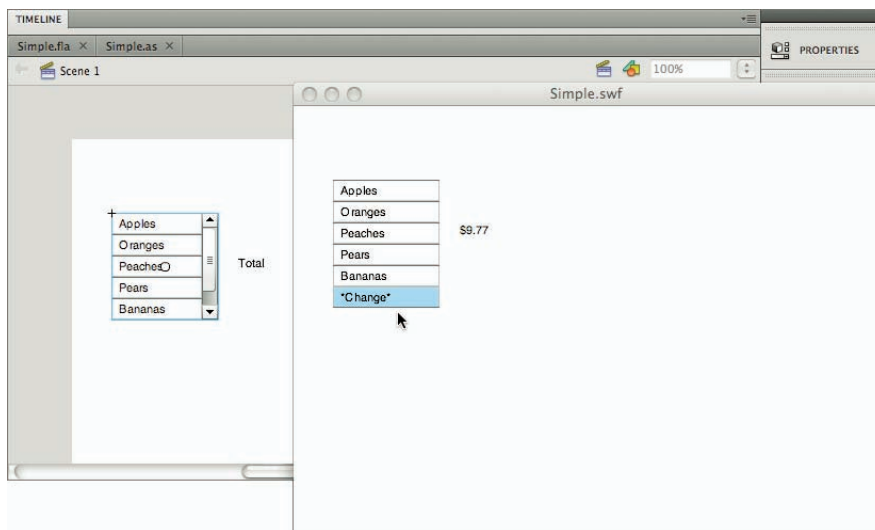 TIMELINE
Simple.fla × Simple.as ×
PROPERTIES
Scene 1
100%
Simple.swf
Apples
Oranges
Peaches
Pears
Bananas
Total
Apples
Oranges
Peaches
Pears
Bananas
*Change*
$9.77